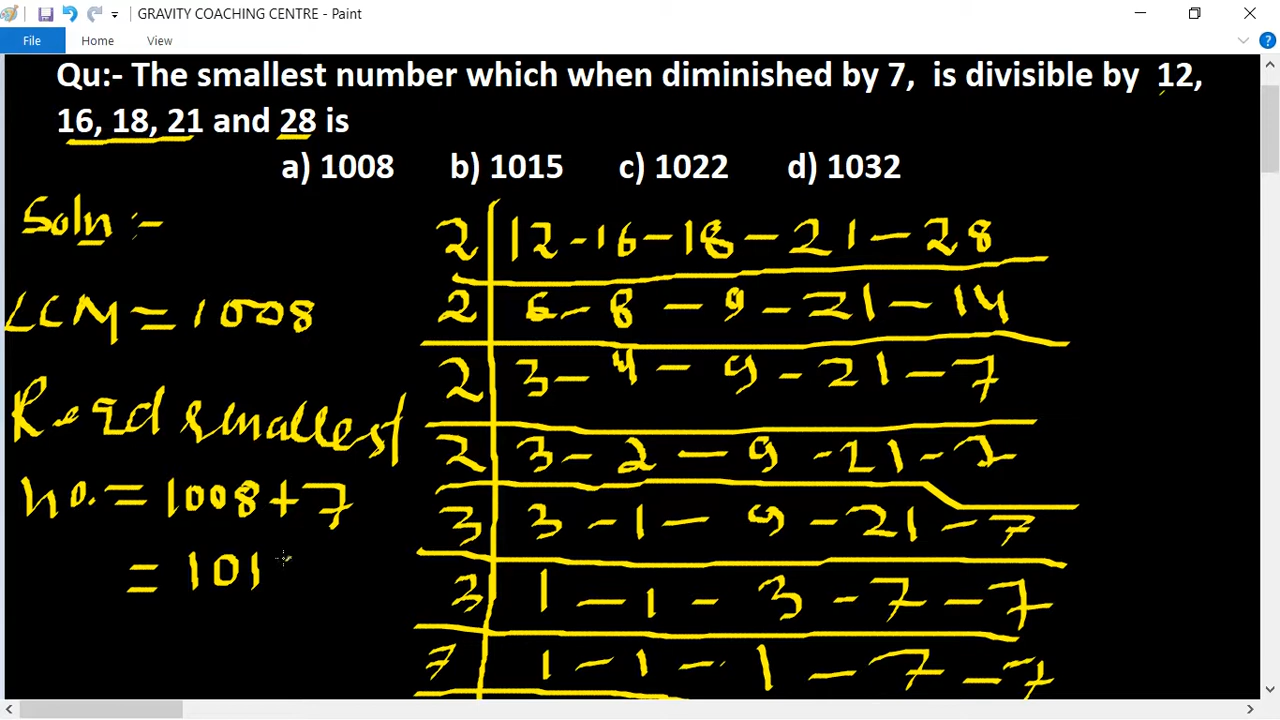 GRAVITY COACHING CENTRE - Paint
File Home View
Qu:- The smallest number which when diminished by 7, is divisible by 12,
16, 18, 21 and 28 is
a) 1008 b) 1015 c) 1022 d) 1032
Soln :-
LCM = 1008
Re-qd smallest
no. = 1008 + 7
= 101
2 | 12 - 16 - 18 - 21 - 28
2 | 6 - 8 - 9 - 21 - 14
2 | 3 - 4 - 9 - 21 - 7
2 | 3 - 2 - 9 - 21 - 7
3 | 3 - 1 - 9 - 21 - 7
3 | 1 - 1 - 3 - 7 - 7
7 | 1 - 1 - 1 - 7 - 7